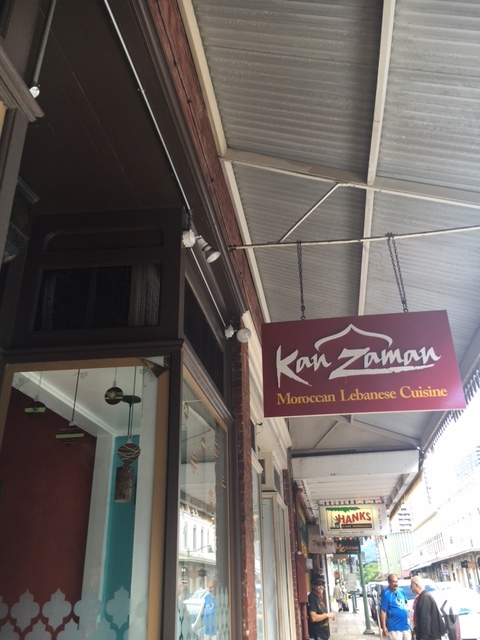 Kan Zaman
Moroccan Lebanese Cuisine
HANKS